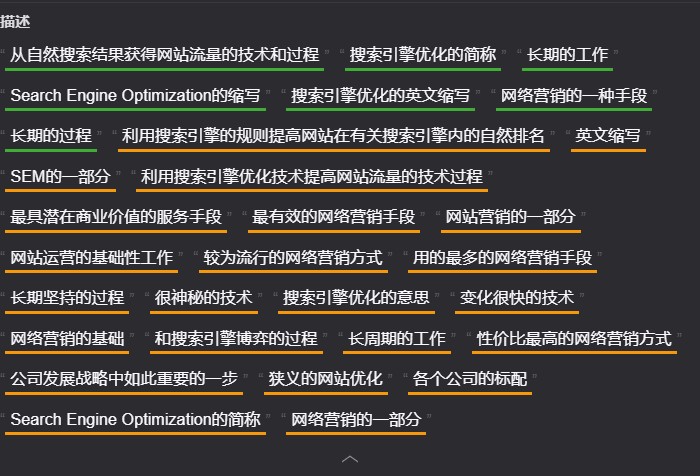 描述
“从自然搜索结果获得网站流量的技术和过程” “搜索引擎优化的简称” “长期的工作”
“Search Engine Optimization的缩写” “搜索引擎优化的英文缩写” “网络营销的一种手段”
“长期的过程” “利用搜索引擎的规则提高网站在有关搜索引擎内的自然排名” “英文缩写”
“SEM的一部分” “利用搜索引擎优化技术提高网站流量的技术过程”
“最具潜在商业价值的服务手段” “最有效的网络营销手段” “网站营销的一部分”
“网站运营的基础性工作” “较为流行的网络营销方式” “用的最多的网络营销手段”
“长期坚持的过程” “很神秘的技术” “搜索引擎优化的意思” “变化很快的技术”
“网络营销的基础” “和搜索引擎博弈的过程” “长周期的工作” “性价比最高的网络营销方式”
“公司发展战略中如此重要的一步” “狭义的网站优化” “各个公司的标配”
“Search Engine Optimization的简称” “网络营销的一部分”